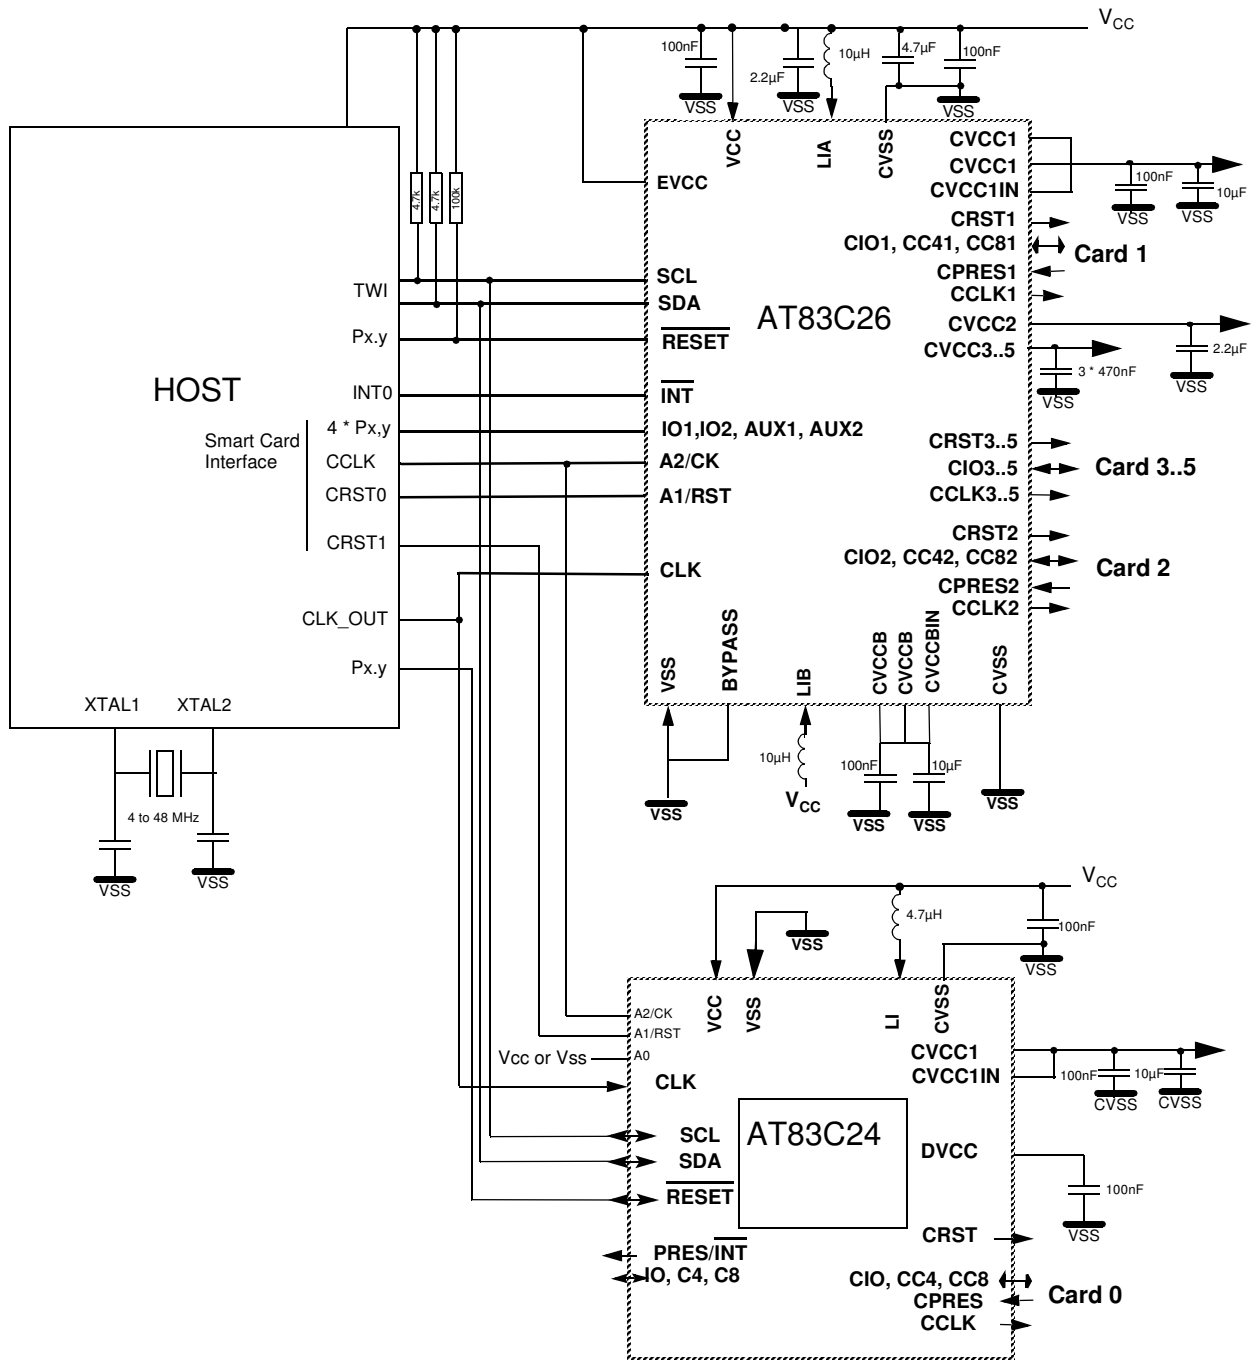 V_CC
100nF
2.2µF
10µH
4.7µF
100nF
VSS
VSS
VSS
4.7k
4.7k
100k
HOST
TWI
Px.y
INT0
Smart Card
Interface
4 * Px,y
CCLK
CRST0
CRST1
CLK_OUT
Px.y
XTAL1
XTAL2
4 to 48 MHz
VSS
VSS
AT83C26
VCC
LIA
CVSS
EVCC
SCL
SDA
RESET
INT
IO1,IO2, AUX1, AUX2
A2/CK
A1/RST
CLK
VSS
BYPASS
LIB
CVCCB
CVCCB
CVCCBIN
CVSS
CVCC1
CVCC1
CVCC1IN
CRST1
CIO1, CC41, CC81
CPRES1
CCLK1
CVCC2
CVCC3..5
CRST3..5
CIO3..5
CCLK3..5
CRST2
CIO2, CC42, CC82
CPRES2
CCLK2
100nF
10µF
VSS
VSS
Card 1
2.2µF
VSS
3 * 470nF
VSS
Card 3..5
Card 2
VSS
10µH
V_CC
100nF
10µF
VSS
VSS
VSS
V_CC
4.7µH
100nF
VSS
VSS
VCC
VSS
LI
CVSS
A2/CK
A1/RST
Vcc or Vss
A0
CLK
SCL
SDA
RESET
PRES/INT
IO, C4, C8
AT83C24
CVCC1
CVCC1IN
DVCC
CRST
CIO, CC4, CC8
CPRES
CCLK
100nF
10µF
CVSS
CVSS
100nF
VSS
Card 0